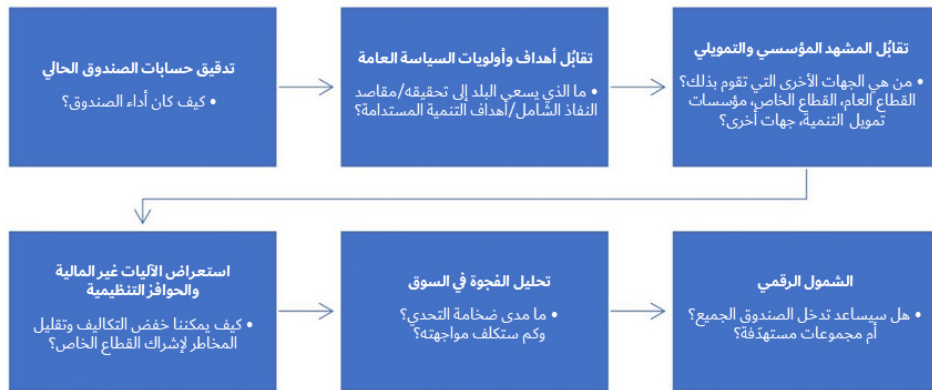 تدقيق حسابات الصندوق الحالي
• كيف كان أداء الصندوق؟
تقابُل أهداف وأولويات السياسة العامة
• ما الذي يسعى البلد إلى تحقيقه/مقاصد
النفاذ الشامل/أهداف التنمية المستدامة؟
تقابُل المشهد المؤسسي والتمويلي
• من هي الجهات الأخرى التي تقوم بذلك؟
القطاع العام، القطاع الخاص، مؤسسات
تمويل التنمية، جهات أخرى؟
استعراض الآليات غير المالية
والحوافز التنظيمية
• كيف يمكننا خفض التكاليف وتقليل
المخاطر لإشراك القطاع الخاص؟
تحليل الفجوة في السوق
• ما مدى ضخامة التحدي؟
وكم ستكلف مواجهته؟
الشمول الرقمي
• هل سيساعد تدخل الصندوق الجميع؟
أم مجموعات مستهدَفة؟